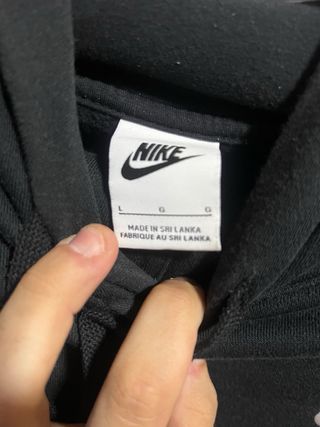 NIKE
L G G
MADE IN SRI LANKA
FABRIQUE AU SRI LANKA